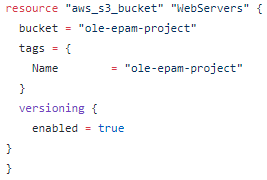 resource "aws_s3_bucket" "WebServers" {
  bucket = "ole-epam-project"
  tags = {
    Name        = "ole-epam-project"
  }
  versioning {
    enabled = true
}
}